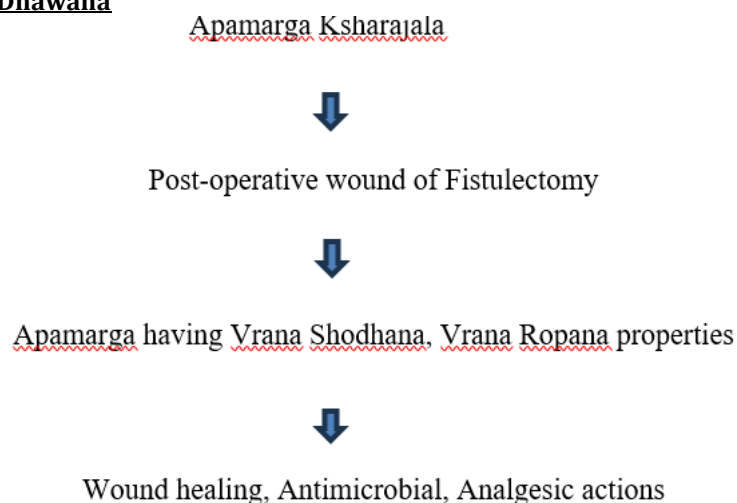 Dhawana
Apamarga Ksharajala
Post-operative wound of Fistulectomy
Apamarga having Vrana Shodhana, Vrana Ropana properties
Wound healing, Antimicrobial, Analgesic actions